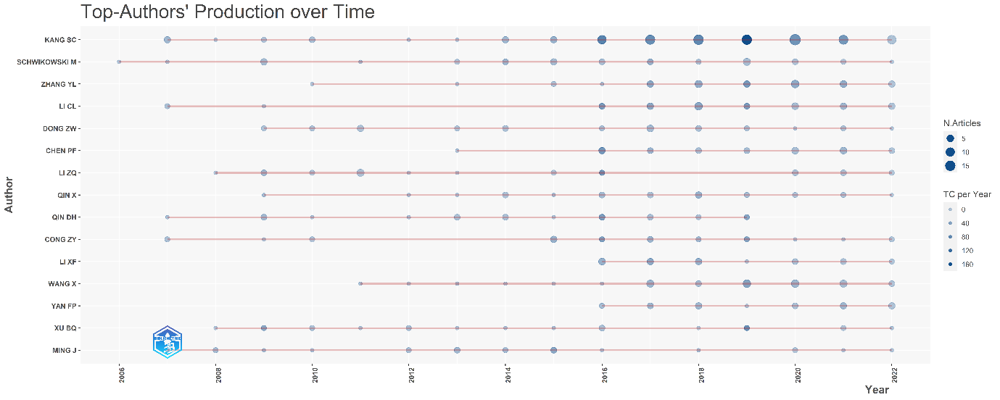 Top-Authors' Production over Time
KANG SC
SCHWIKOWSKI M
ZHANG YL
LI CL
DONG ZW
CHEN PF
LI ZQ
QIN X
QIN DH
CONG ZY
LI XF
WANG X
YAN FP
XU BQ
MING J
Author
2006
2008
2010
2012
2014
2016
2018
2020
2022
Year
N.Articles
5
10
15
TC per Year
0
40
80
120
160